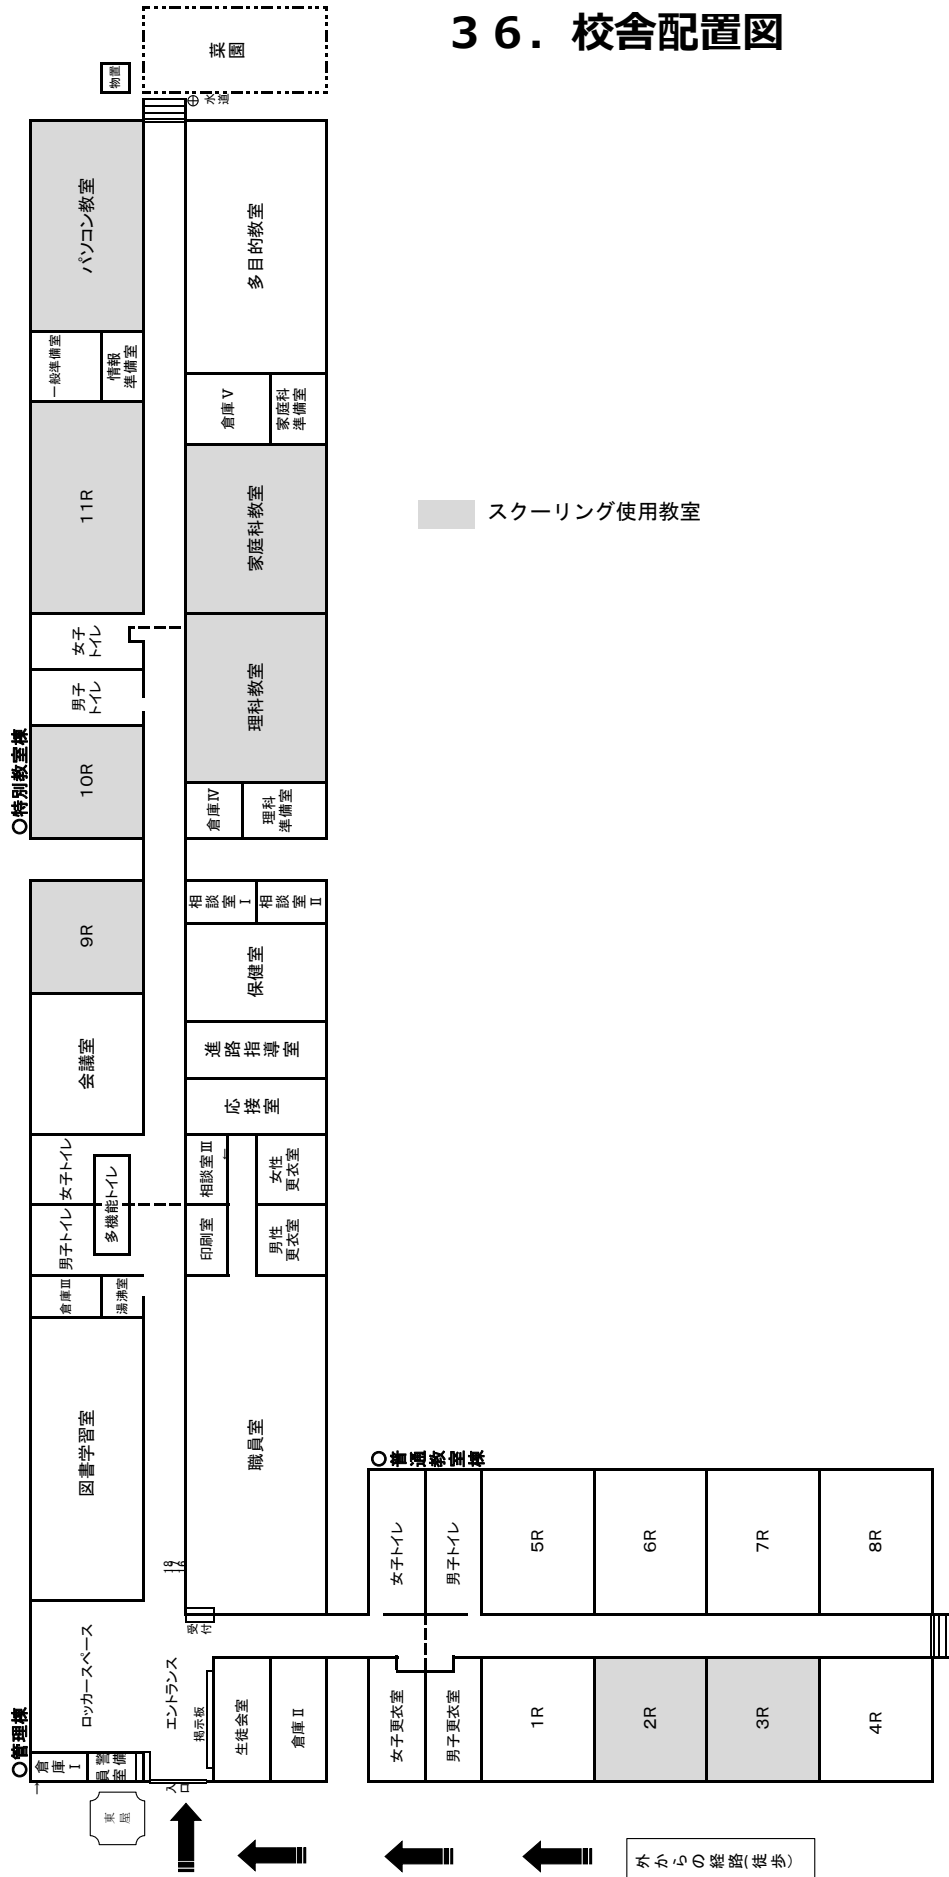 ３６．校舎配置図
菜園
物置
水道
パソコン教室
多目的教室
一般準備室
情報
準備室
倉庫Ⅴ
家庭科
準備室
11R
家庭科教室
スクーリング使用教室
女子
トイレ
男子
トイレ
理科教室
○特別教室棟
10R
倉庫Ⅳ
理科
準備室
9R
相談室Ⅰ
相談室Ⅱ
保健室
会議室
進路指導室
応接室
女子トイレ
多機能トイレ
男子トイレ
相談室Ⅲ
女性
更衣室
印刷室
男性
更衣室
倉庫Ⅲ
湯沸室
図書学習室
職員室
○普通教室棟
女子トイレ
男子トイレ
5R
6R
7R
8R
受付
ロッカースペース
エントランス
掲示板
生徒会室
倉庫Ⅱ
女子更衣室
男子更衣室
1R
2R
3R
4R
○管理棟
倉庫Ⅰ
警備
員室
入口
東屋
外からの経路(徒歩)